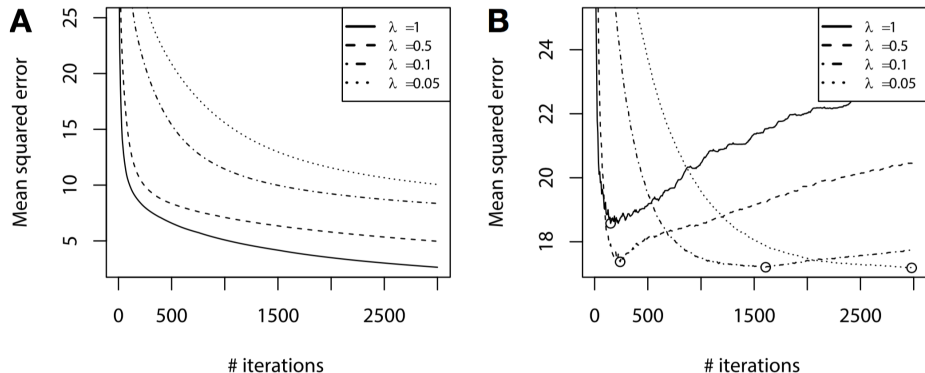 A
Mean squared error
25
20
15
10
5
λ =1
λ =0.5
λ =0.1
λ =0.05
0 500 1500 2500
# iterations
B
Mean squared error
24
22
20
18
λ =1
λ =0.5
λ =0.1
λ =0.05
0 500 1500 2500
# iterations